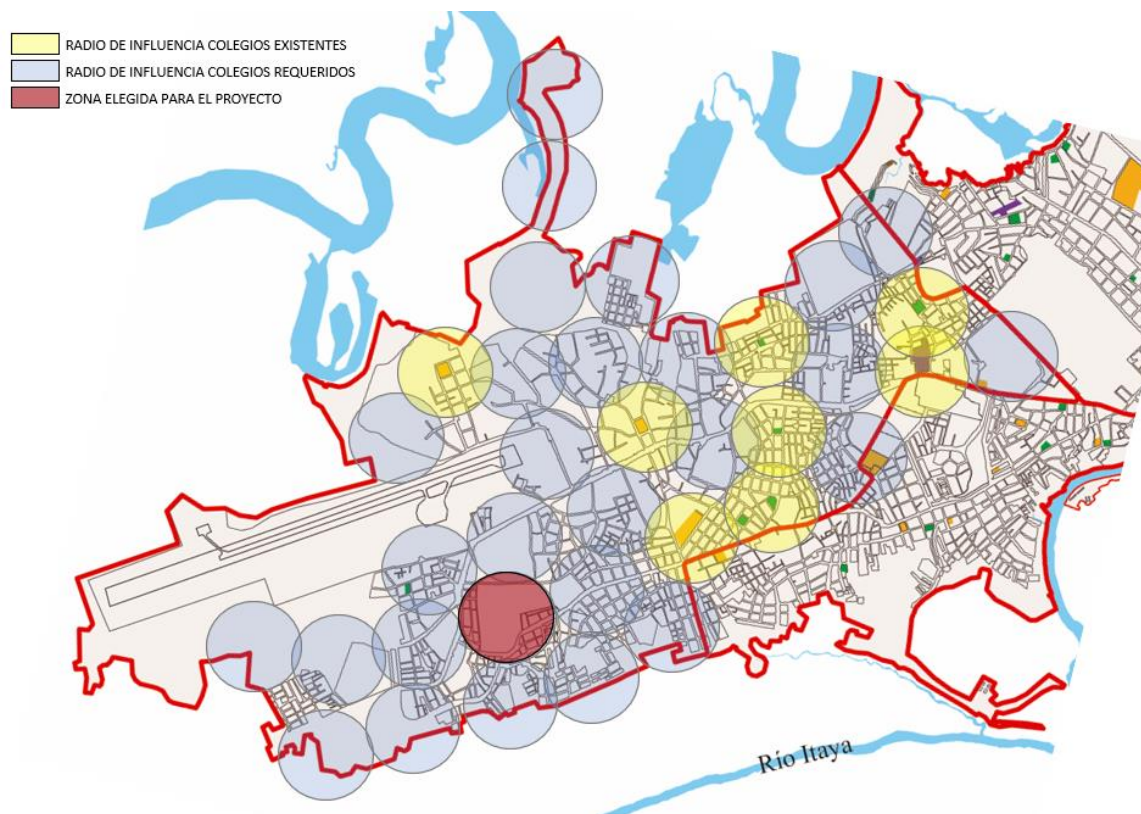 RADIO DE INFLUENCIA COLEGIOS EXISTENTES
RADIO DE INFLUENCIA COLEGIOS REQUERIDOS
ZONA ELEGIDA PARA EL PROYECTO
Río Itaya